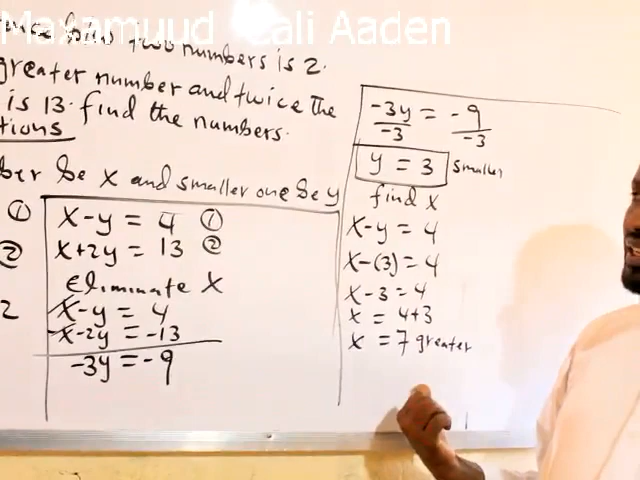 Maxamuud Cali Aaden
two numbers is 2.
greater number and twice the
is 13. find the numbers.
tions
ber be x and smaller one be y
① x-y = 4 ①
② x+2y = 13 ②
Eliminate x
2 x-y = 4
-x-2y = -13
-3y = -9
-3y = -9
-3 -3
y = 3 smaller
find x
x-y = 4
x-(3) = 4
x-3 = 4
x = 4+3
x = 7 greater